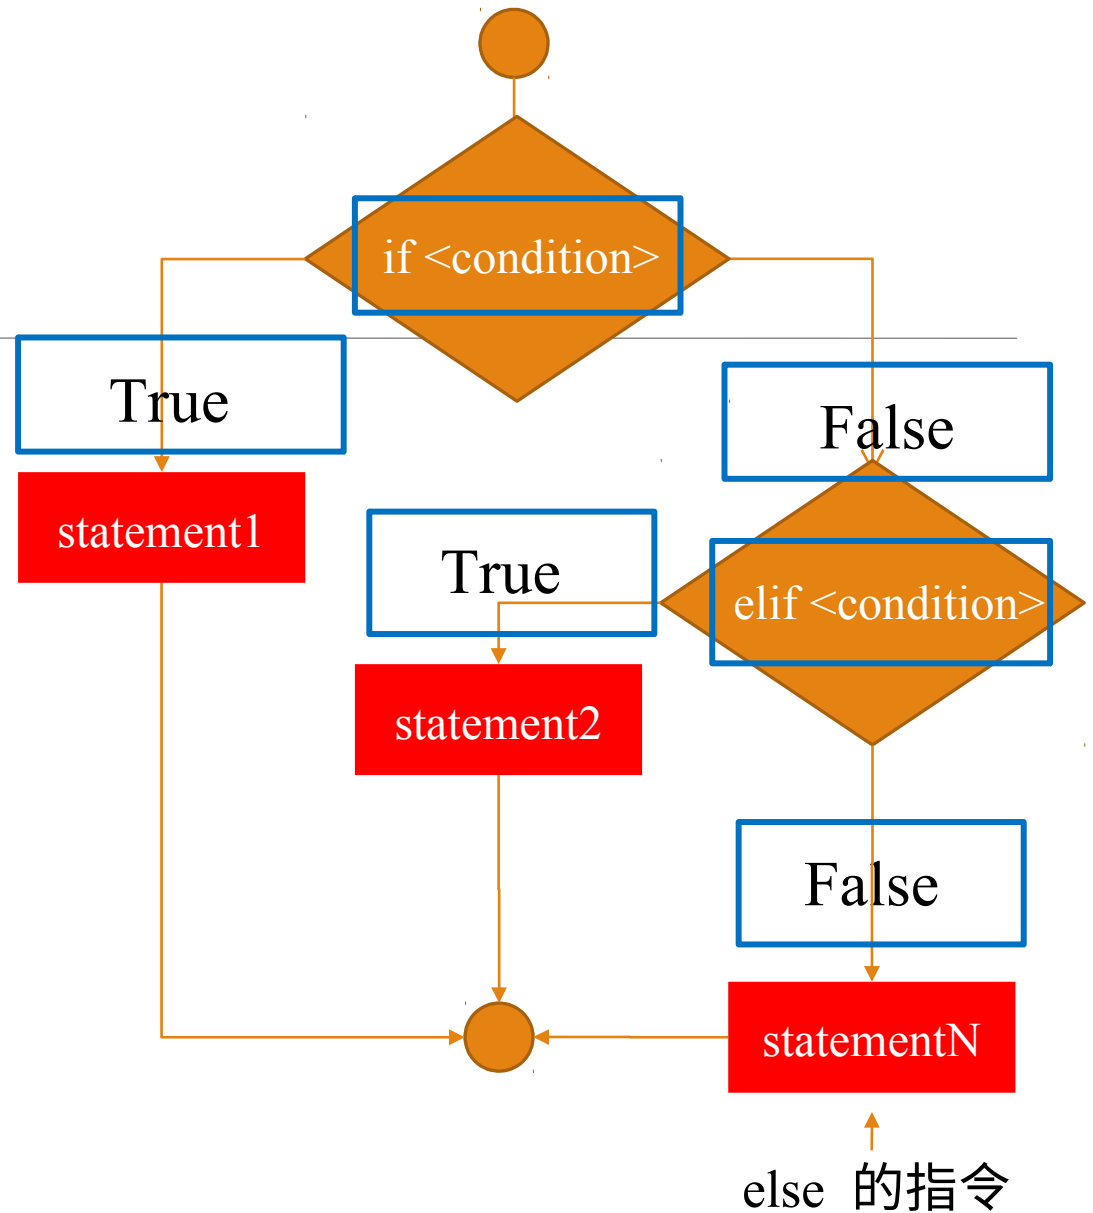 if <condition>
True
False
statement1
True
elif <condition>
statement2
False
statementN
else 的指令